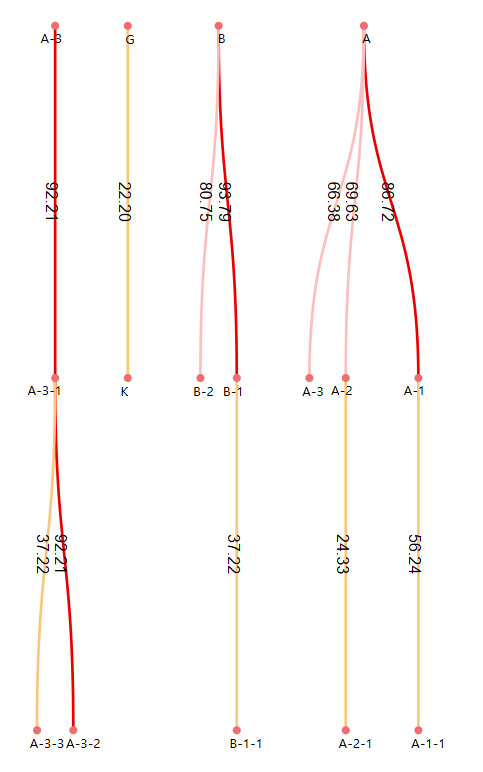 A-3
G
B
A
92.21
22.20
80.75
93.79
66.38
69.63
86.72
A-3-1
K
B-2
B-1
A-3
A-2
A-1
37.22
92.21
37.22
24.33
56.24
A-3-3
A-3-2
B-1-1
A-2-1
A-1-1